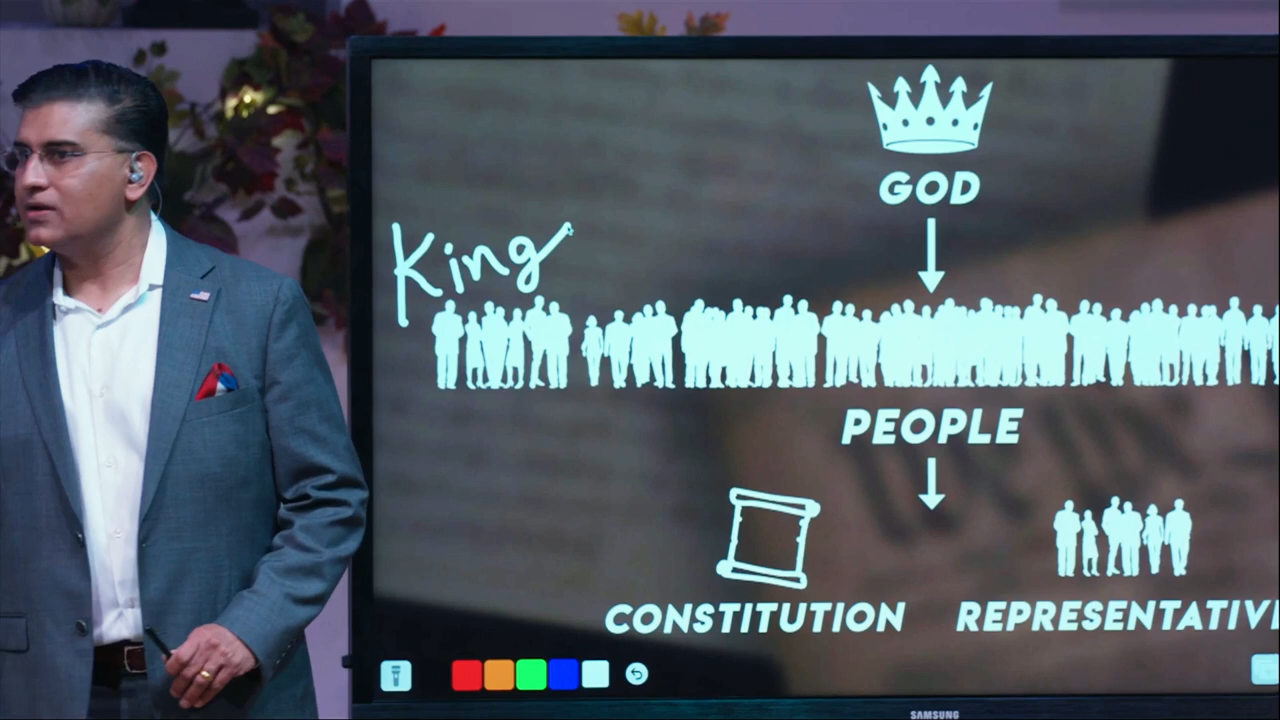 GOD
King
PEOPLE
CONSTITUTION REPRESENTATIV
SAMSUNG